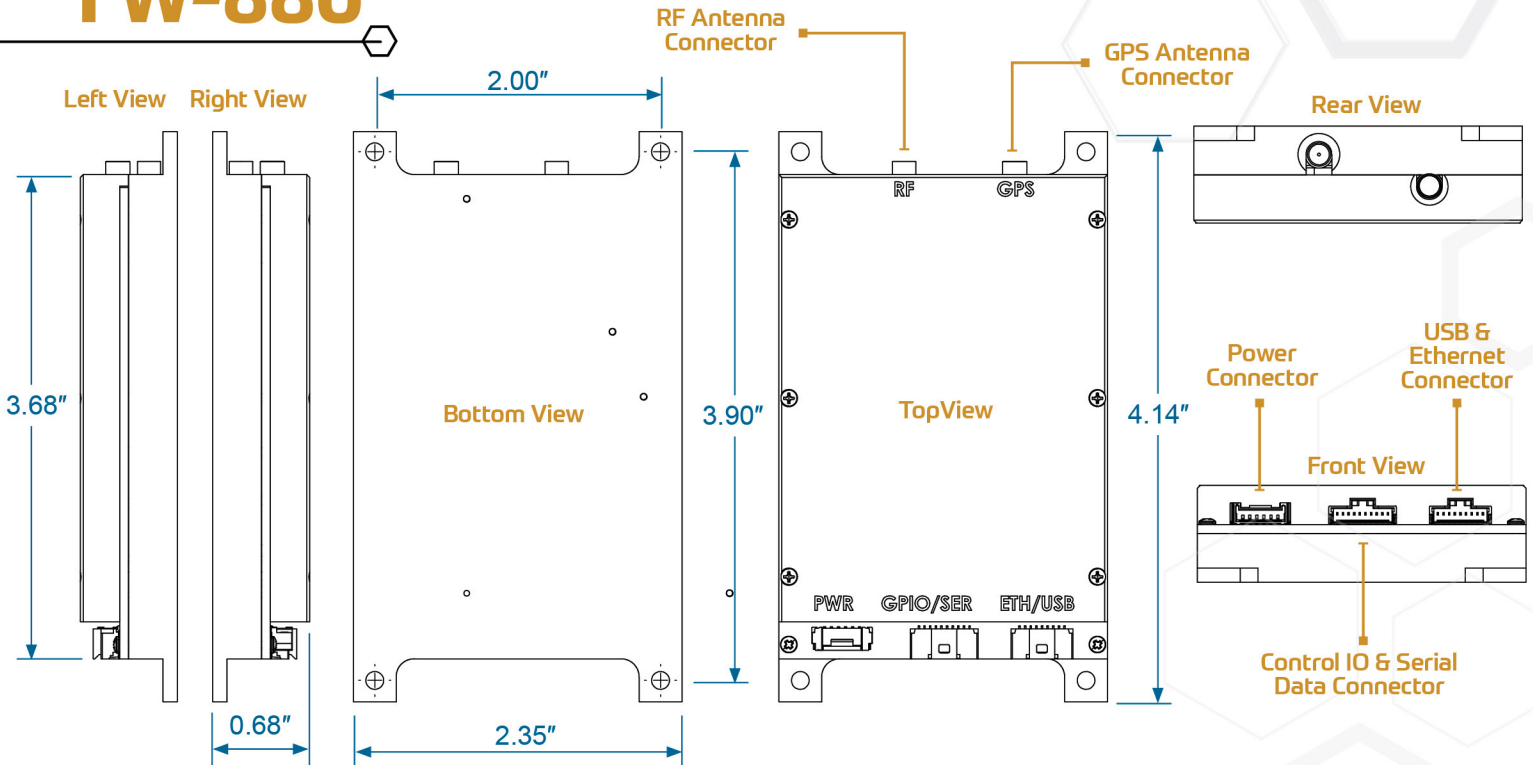 TW-880
RF Antenna
Connector
GPS Antenna
Connector
Left View
Right View
2.00"
Rear View
RF
GPS
3.68"
Bottom View
3.90"
TopView
4.14"
Power
Connector
USB &
Ethernet
Connector
Front View
PWR
GPIO/SER
ETH/USB
Control IO & Serial
Data Connector
0.68"
2.35"